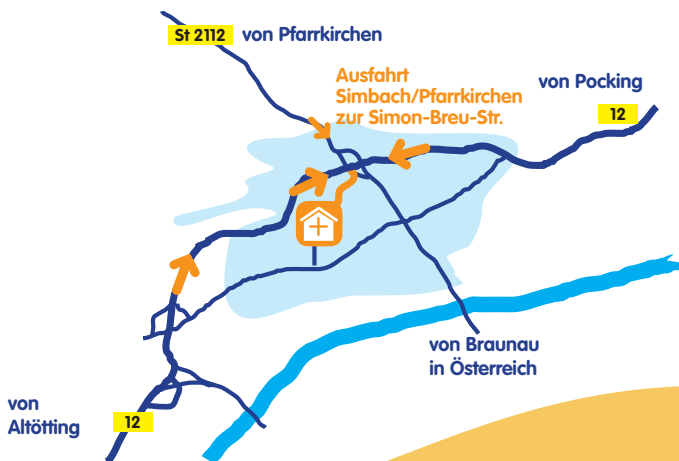 St 2112 von Pfarrkirchen
Ausfahrt
Simbach/Pfarrkirchen
zur Simon-Breu-Str.
von Pocking
12
von Braunau
in Österreich
von
Altötting
12